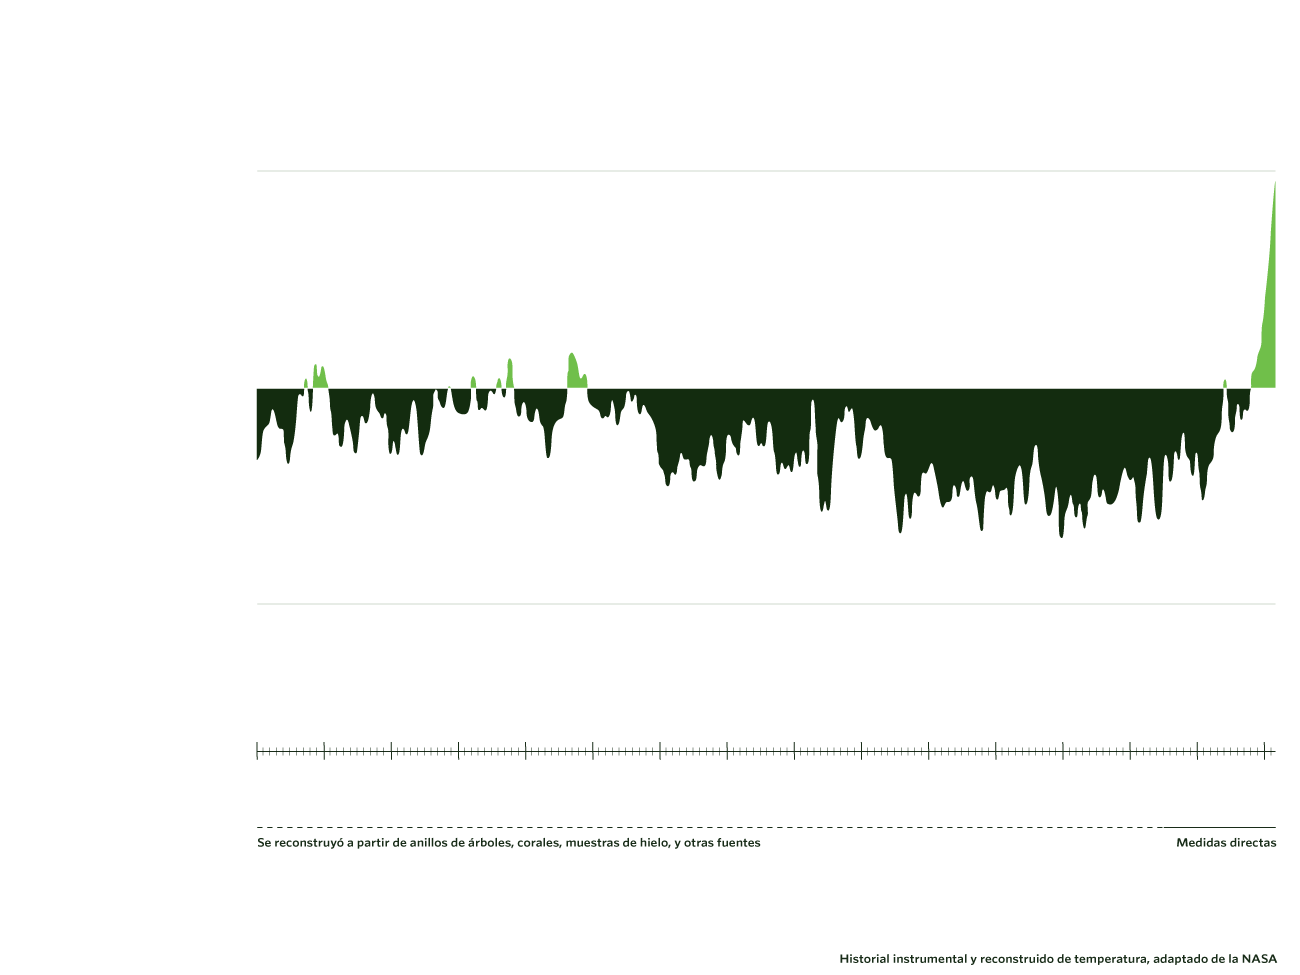 Se reconstruyó a partir de anillos de árboles, corales, muestras de hielo, y otras fuentes
Medidas directas
Historial instrumental y reconstruido de temperatura, adaptado de la NASA